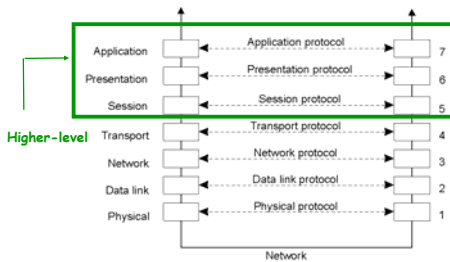 Application Application protocol 7
Presentation Presentation protocol 6
Session Session protocol 5
Higher-level
Transport Transport protocol 4
Network Network protocol 3
Data link Data link protocol 2
Physical Physical protocol 1
Network